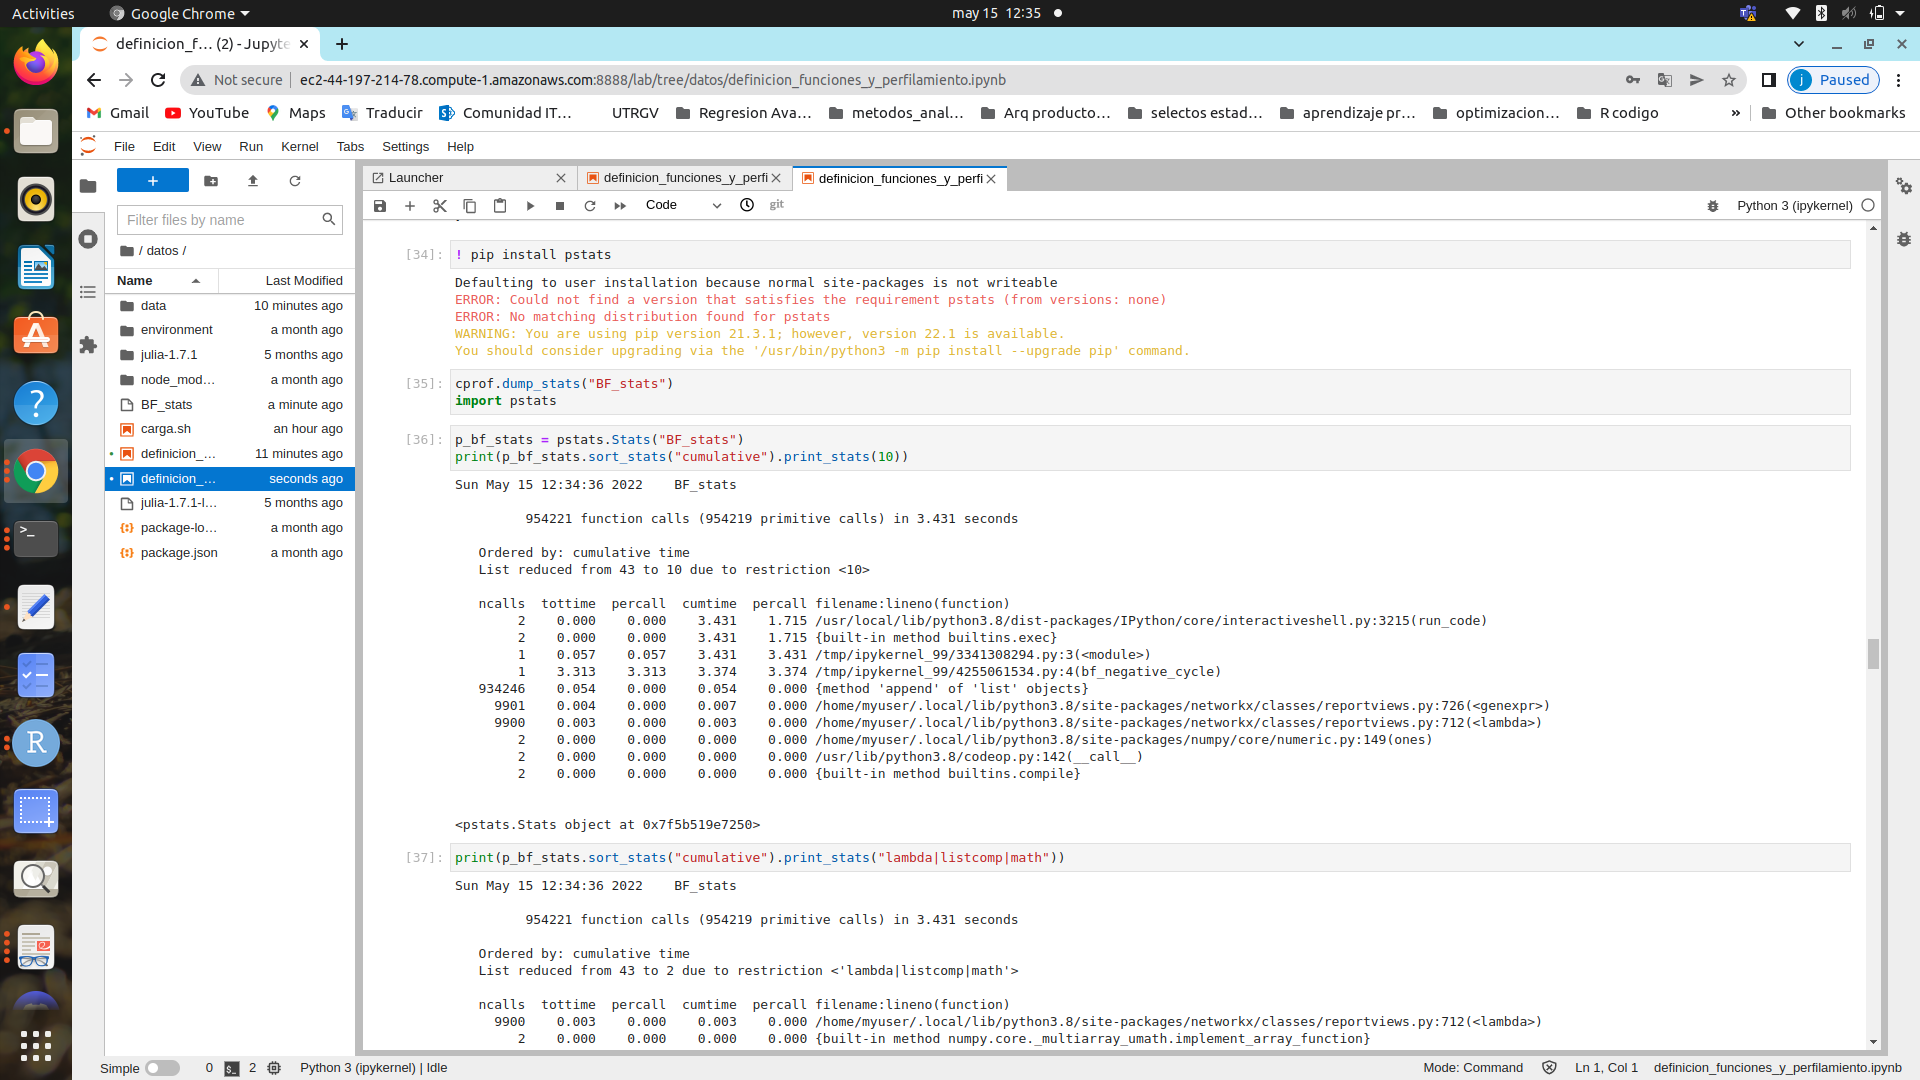 Activities
Google Chrome
may 15 12:35
definicion_f… (2) - Jupyte
Not secure
ec2-44-197-214-78.compute-1.amazonaws.com:8888/lab/tree/datos/definicion_funciones_y_perfilamiento.ipynb
j Paused
Gmail
YouTube
Maps
Traducir
Comunidad IT…
UTRGV
Regresion Ava…
metodos_anal…
Arq producto…
selectos estad…
aprendizaje pr…
optimizacion…
R codigo
»
Other bookmarks
File Edit View Run Kernel Tabs Settings Help
Filter files by name
/ datos /
Name Last Modified
data 10 minutes ago
environment a month ago
julia-1.7.1 5 months ago
node_mod… a month ago
BF_stats a minute ago
carga.sh an hour ago
definicion_… 11 minutes ago
definicion_… seconds ago
julia-1.7.1-l… 5 months ago
package-lo… a month ago
package.json a month ago
Launcher
definicion_funciones_y_perfi
definicion_funciones_y_perfi
Code
git
Python 3 (ipykernel)
[34]: ! pip install pstats
Defaulting to user installation because normal site-packages is not writeable
ERROR: Could not find a version that satisfies the requirement pstats (from versions: none)
ERROR: No matching distribution found for pstats
WARNING: You are using pip version 21.3.1; however, version 22.1 is available.
You should consider upgrading via the '/usr/bin/python3 -m pip install --upgrade pip' command.
[35]: cprof.dump_stats("BF_stats")
import pstats
[36]: p_bf_stats = pstats.Stats("BF_stats")
print(p_bf_stats.sort_stats("cumulative").print_stats(10))
Sun May 15 12:34:36 2022    BF_stats
954221 function calls (954219 primitive calls) in 3.431 seconds
Ordered by: cumulative time
List reduced from 43 to 10 due to restriction <10>
ncalls  tottime  percall  cumtime  percall filename:lineno(function)
2    0.000    0.000    3.431    1.715 /usr/local/lib/python3.8/dist-packages/IPython/core/interactiveshell.py:3215(run_code)
2    0.000    0.000    3.431    1.715 {built-in method builtins.exec}
1    0.057    0.057    3.431    3.431 /tmp/ipykernel_99/3341308294.py:3(<module>)
1    3.313    3.313    3.374    3.374 /tmp/ipykernel_99/4255061534.py:4(bf_negative_cycle)
934246    0.054    0.000    0.054    0.000 {method 'append' of 'list' objects}
9901    0.004    0.000    0.007    0.000 /home/myuser/.local/lib/python3.8/site-packages/networkx/classes/reportviews.py:726(<genexpr>)
9900    0.003    0.000    0.003    0.000 /home/myuser/.local/lib/python3.8/site-packages/networkx/classes/reportviews.py:712(<lambda>)
2    0.000    0.000    0.000    0.000 /home/myuser/.local/lib/python3.8/site-packages/numpy/core/numeric.py:149(ones)
2    0.000    0.000    0.000    0.000 /usr/lib/python3.8/codeop.py:142(__call__)
2    0.000    0.000    0.000    0.000 {built-in method builtins.compile}
<pstats.Stats object at 0x7f5b519e7250>
[37]: print(p_bf_stats.sort_stats("cumulative").print_stats("lambda|listcomp|math"))
Sun May 15 12:34:36 2022    BF_stats
954221 function calls (954219 primitive calls) in 3.431 seconds
Ordered by: cumulative time
List reduced from 43 to 2 due to restriction <'lambda|listcomp|math'>
ncalls  tottime  percall  cumtime  percall filename:lineno(function)
9900    0.003    0.000    0.003    0.000 /home/myuser/.local/lib/python3.8/site-packages/networkx/classes/reportviews.py:712(<lambda>)
2    0.000    0.000    0.000    0.000 {built-in method numpy.core._multiarray_umath.implement_array_function}
Simple
0
2
Python 3 (ipykernel) | Idle
Mode: Command
Ln 1, Col 1
definicion_funciones_y_perfilamiento.ipynb